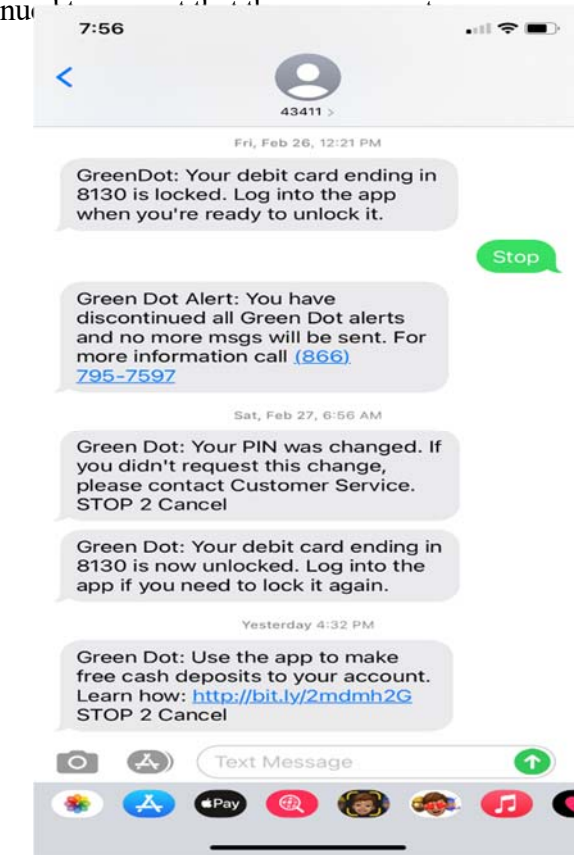 7:56
43411 >
Fri, Feb 26, 12:21 PM
GreenDot: Your debit card ending in
8130 is locked. Log into the app
when you're ready to unlock it.
Stop
Green Dot Alert: You have
discontinued all Green Dot alerts
and no more msgs will be sent. For
more information call (866)
795-7597
Sat, Feb 27, 6:56 AM
Green Dot: Your PIN was changed. If
you didn't request this change,
please contact Customer Service.
STOP 2 Cancel
Green Dot: Your debit card ending in
8130 is now unlocked. Log into the
app if you need to lock it again.
Yesterday 4:32 PM
Green Dot: Use the app to make
free cash deposits to your account.
Learn how: http://bit.ly/2mdmh2G
STOP 2 Cancel
Text Message
Pay